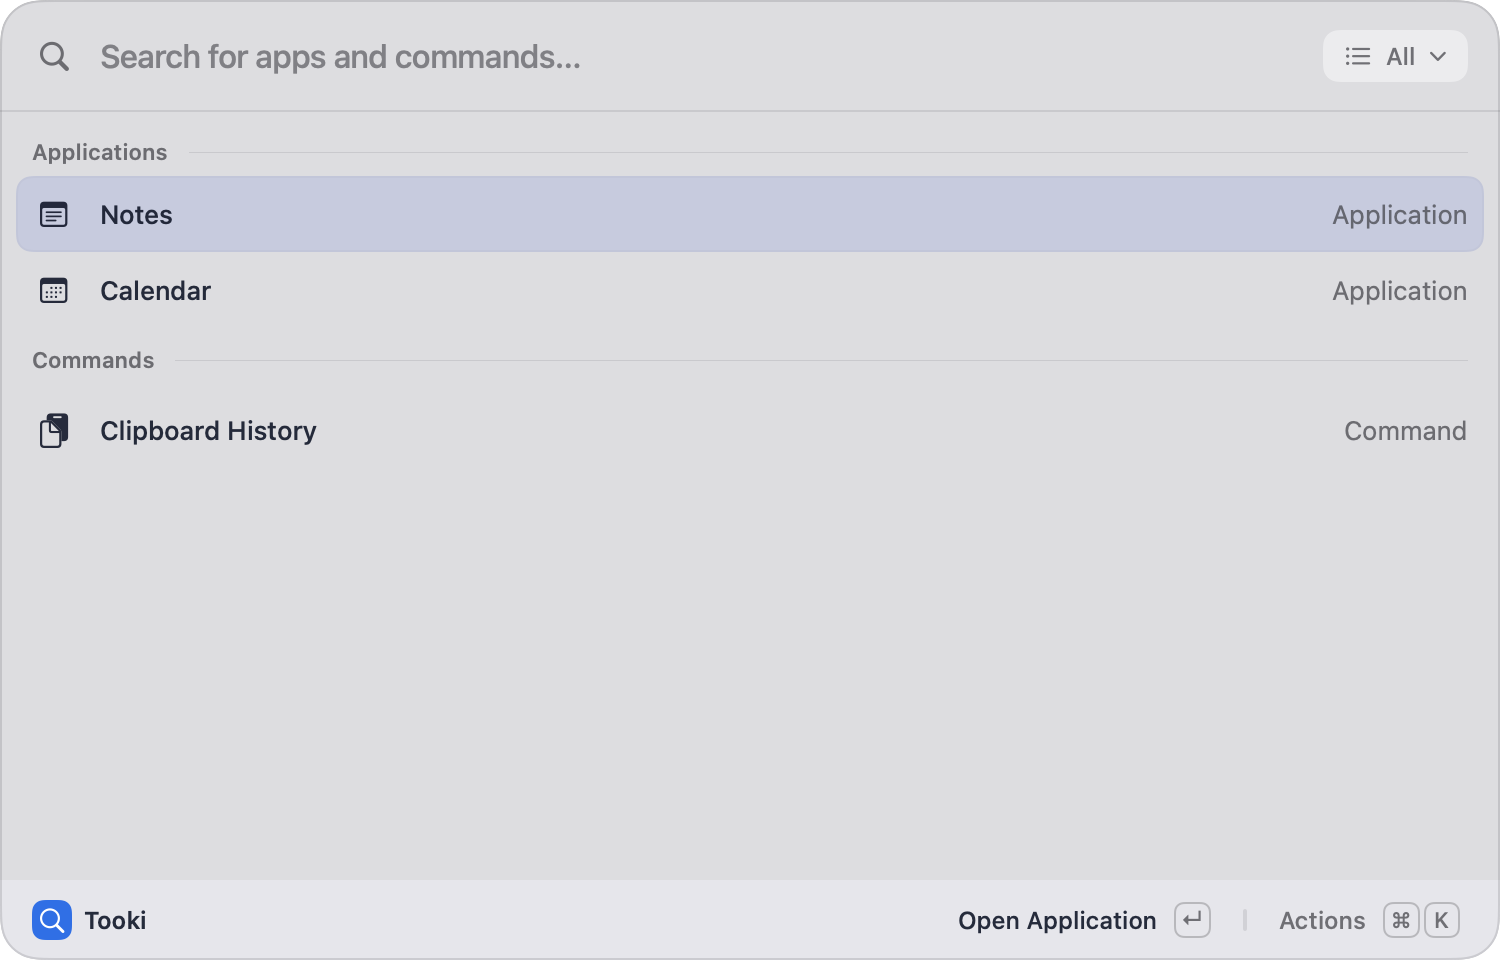 Search for apps and commands...
All
Applications
Notes
Application
Calendar
Application
Commands
Clipboard History
Command
Tooki
Open Application ↵
Actions ⌘ K